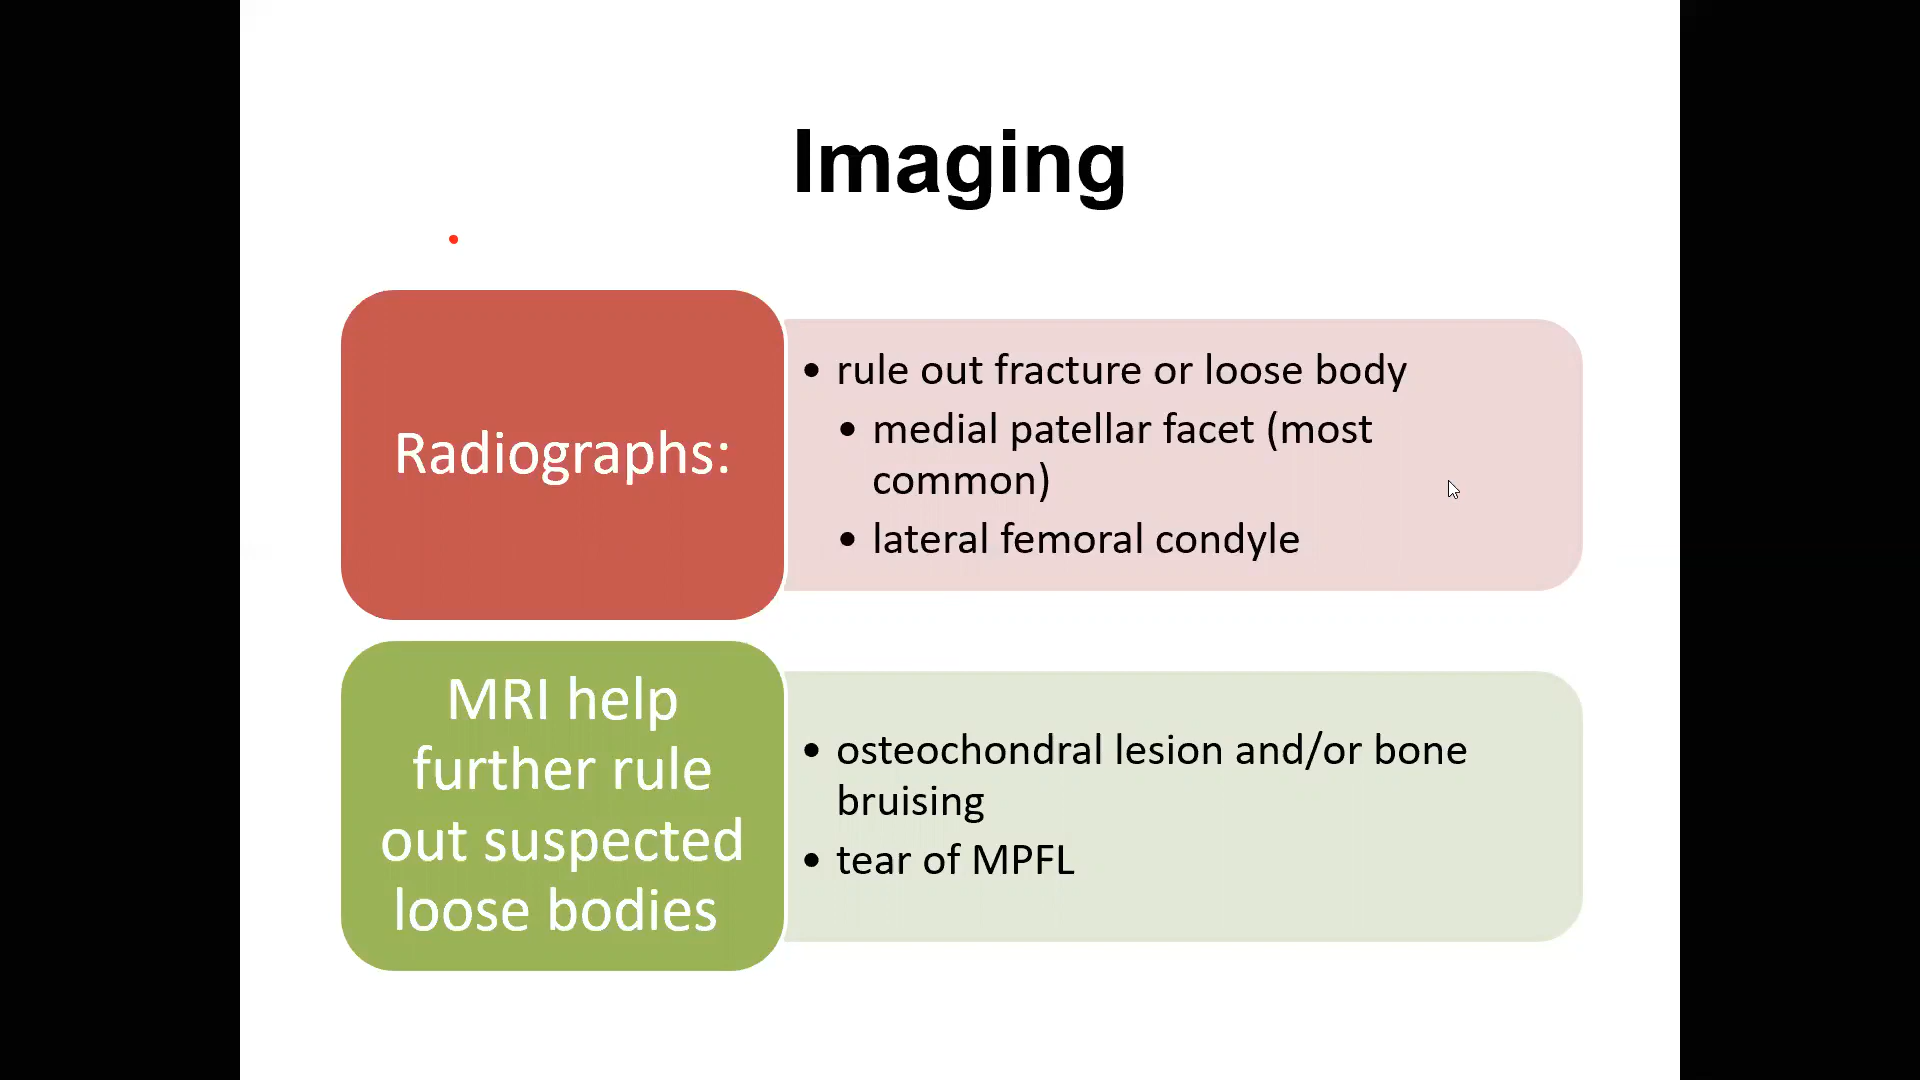 Imaging
Radiographs:
• rule out fracture or loose body
• medial patellar facet (most
common)
• lateral femoral condyle
MRI help
further rule
out suspected
loose bodies
• osteochondral lesion and/or bone
bruising
• tear of MPFL